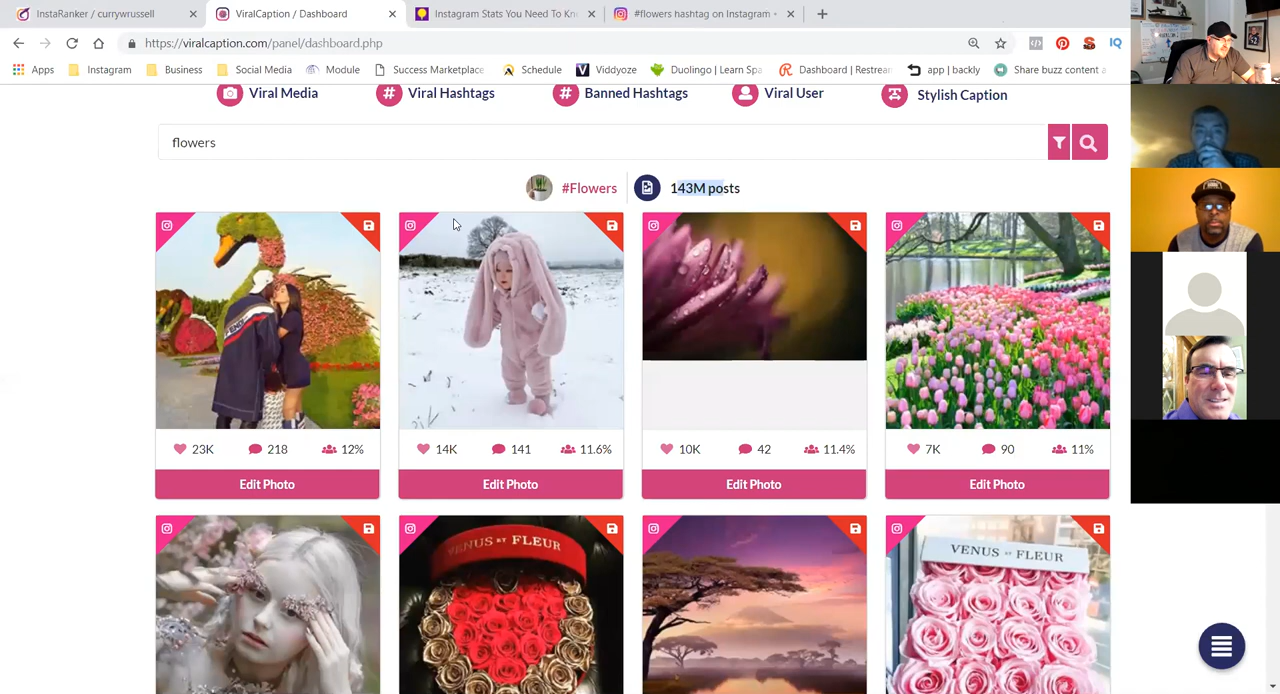 InstaRanker / currywrussell
ViralCaption / Dashboard
Instagram Stats You Need To Kn
#flowers hashtag on Instagram •
https://viralcaption.com/panel/dashboard.php
IQ
Apps Instagram Business Social Media Module Success Marketplace Schedule Viddyoze Duolingo | Learn Spa Dashboard | Restrea app | backly Share buzz content a
Viral Media Viral Hashtags Banned Hashtags Viral User Stylish Caption
flowers
#Flowers 143M posts
23K 218 12%
14K 141 11.6%
10K 42 11.4%
7K 90 11%
Edit Photo Edit Photo Edit Photo Edit Photo
VENUS ET FLEUR
VENUS ET FLEUR